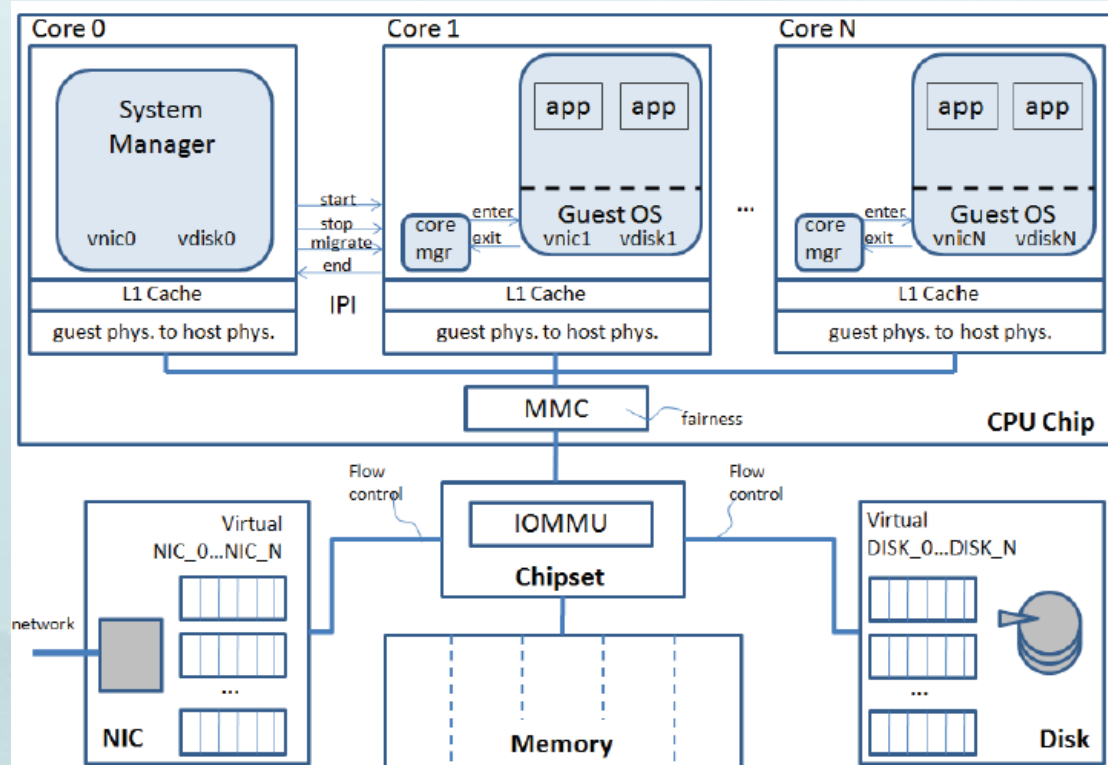 Core 0
Core 1
Core N
System
Manager
vnic0 vdisk0
L1 Cache
guest phys. to host phys.
start
stop
migrate
end
IPI
app app
core
mgr
enter
exit
Guest OS
vnic1 vdisk1
L1 Cache
guest phys. to host phys.
...
app app
core
mgr
enter
exit
Guest OS
vnicN vdiskN
L1 Cache
guest phys. to host phys.
MMC
fairness
CPU Chip
Flow
control
Flow
control
IOMMU
Chipset
Virtual
NIC_0...NIC_N
network
...
NIC
Memory
Virtual
DISK_0...DISK_N
...
Disk